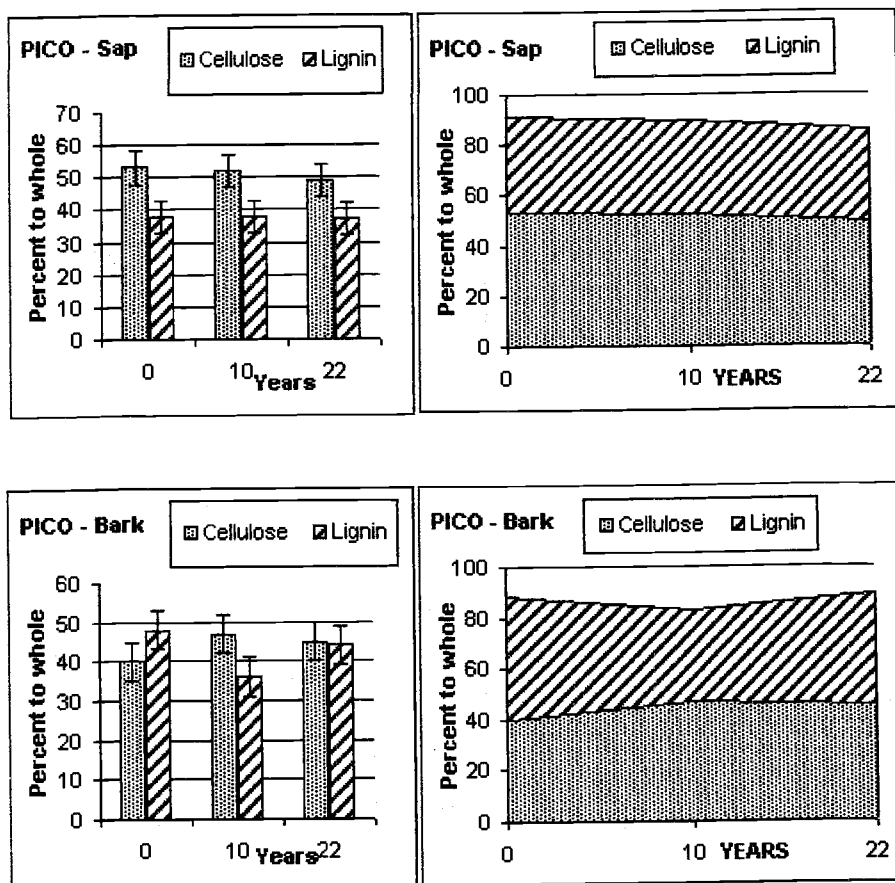 PICO - Sap
Cellulose Lignin
Percent to whole
70
60
50
40
30
20
10
0
0 10 22
Years
PICO - Sap
Cellulose Lignin
Percent to whole
100
80
60
40
20
0
0 10 YEARS 22
PICO - Bark
Cellulose Lignin
Percent to whole
60
50
40
30
20
10
0
0 10 22
Years
PICO - Bark
Cellulose Lignin
Percent to whole
100
80
60
40
20
0
0 10 YEARS 22